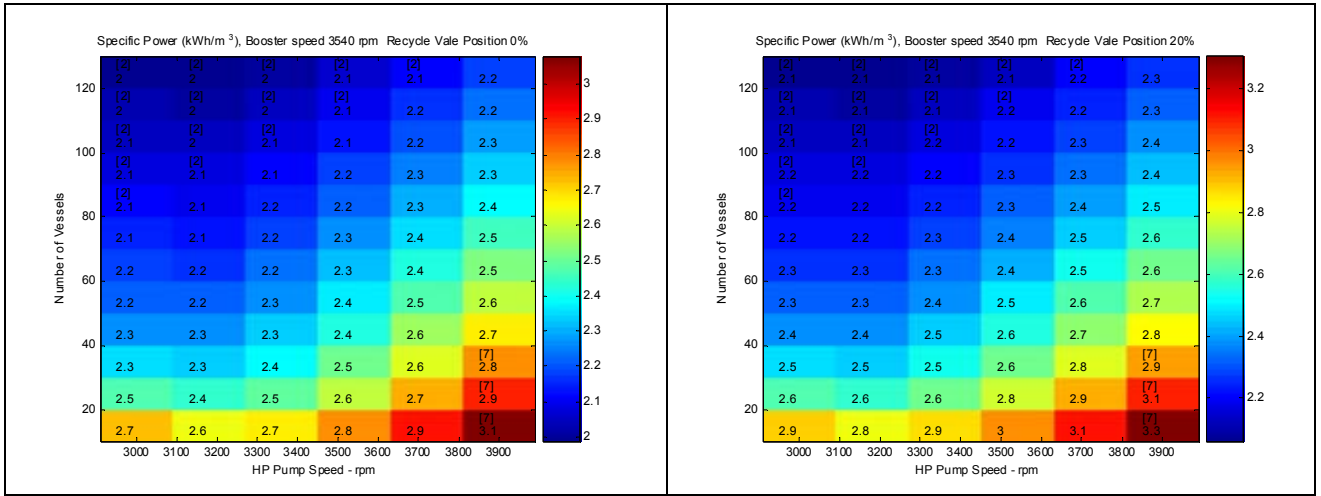 Specific Power (kWh/m 3), Booster speed 3540 rpm Recycle Vale Position 0%
Number of Vessels
120
100
80
60
40
20
[2] [2] [2] [2] [2]
2 2 2 2.1 2.1 2.2
[2] [2] [2] [2]
2 2 2 2.1 2.2 2.2
[2] [2] [2]
2.1 2 2.1 2.1 2.2 2.3
[2] [2]
2.1 2.1 2.1 2.2 2.3 2.3
[2]
2.1 2.1 2.2 2.2 2.3 2.4
2.1 2.1 2.2 2.3 2.4 2.5
2.2 2.2 2.2 2.3 2.4 2.5
2.2 2.2 2.3 2.4 2.5 2.6
2.3 2.3 2.3 2.4 2.6 2.7
[7]
2.3 2.3 2.4 2.5 2.6 2.8
[7]
2.5 2.4 2.5 2.6 2.7 2.9
[7]
2.7 2.6 2.7 2.8 2.9 3.1
3000 3100 3200 3300 3400 3500 3600 3700 3800 3900
HP Pump Speed - rpm
3
2.9
2.8
2.7
2.6
2.5
2.4
2.3
2.2
2.1
2
Specific Power (kWh/m 3), Booster speed 3540 rpm Recycle Vale Position 20%
Number of Vessels
120
100
80
60
40
20
[2] [2] [2] [2] [2]
2.1 2.1 2.1 2.1 2.2 2.3
[2] [2] [2] [2]
2.1 2.1 2.1 2.2 2.2 2.3
[2] [2] [2]
2.1 2.1 2.1 2.2 2.3 2.4
[2] [2]
2.2 2.2 2.2 2.2 2.3 2.4
[2]
2.2 2.2 2.2 2.3 2.4 2.5
2.2 2.2 2.3 2.4 2.5 2.6
2.3 2.3 2.3 2.4 2.5 2.6
2.3 2.3 2.4 2.5 2.6 2.7
2.4 2.4 2.5 2.6 2.7 2.8
[7]
2.5 2.5 2.5 2.6 2.8 2.9
[7]
2.6 2.6 2.6 2.8 2.9 3.1
[7]
2.9 2.8 2.9 3 3.1 3.3
3000 3100 3200 3300 3400 3500 3600 3700 3800 3900
HP Pump Speed - rpm
3.2
3
2.8
2.6
2.4
2.2